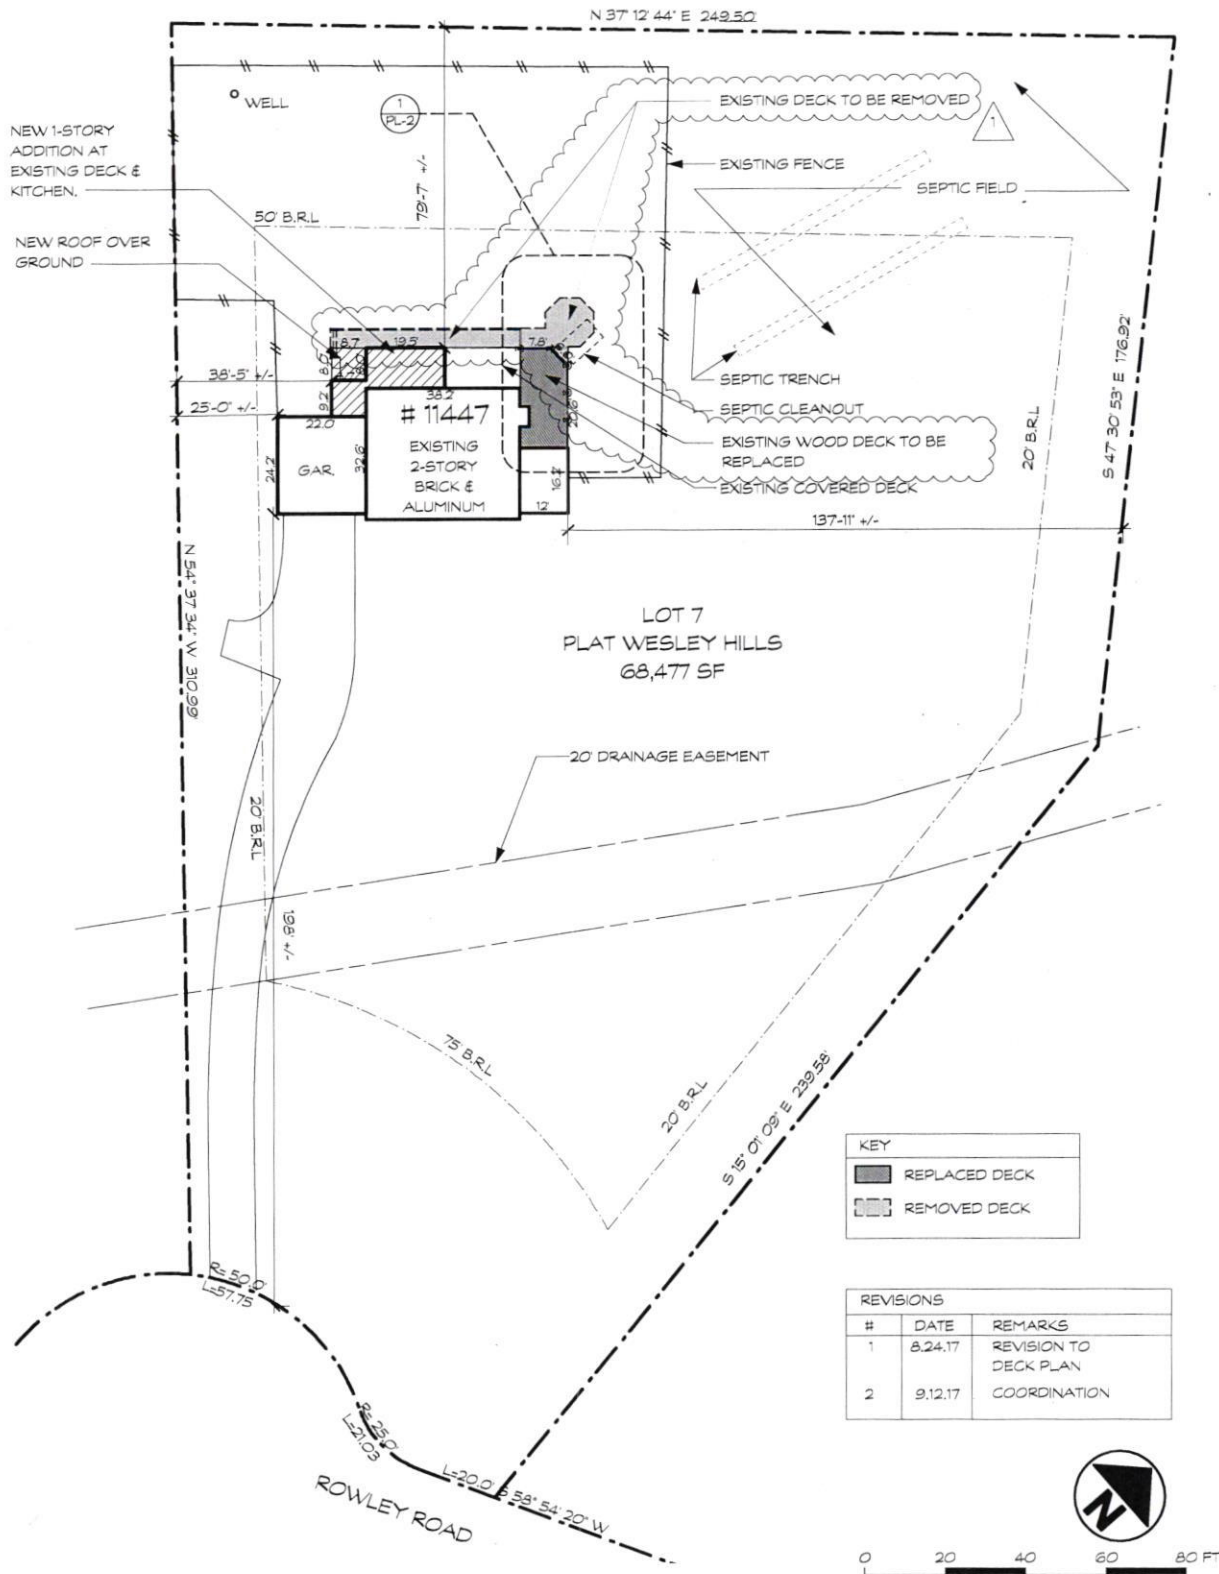 N 37° 12' 44" E 249.50'
WELL
1
PL-2
EXISTING DECK TO BE REMOVED
1
NEW 1-STORY
ADDITION AT
EXISTING DECK &
KITCHEN.
EXISTING FENCE
SEPTIC FIELD
79'-7" +/-
50' B.R.L
NEW ROOF OVER
GROUND
8.7'
19.5'
7.8'
8.0'
8.0'
38'-5" +/-
9.2'
38.2'
25'-0" +/-
22.0'
# 11447
EXISTING
2-STORY
BRICK &
ALUMINUM
GAR.
24.2'
32.6'
16.2'
12'
SEPTIC TRENCH
SEPTIC CLEANOUT
EXISTING WOOD DECK TO BE
REPLACED
EXISTING COVERED DECK
20' B.R.L
S 47° 30' 53" E 176.92'
137'-11" +/-
N 54° 37' 34" W 310.99'
LOT 7
PLAT WESLEY HILLS
68,477 SF
20' DRAINAGE EASEMENT
20' B.R.L
198' +/-
75' B.R.L
20' B.R.L
S 15° 01' 09" E 239.58'
KEY
REPLACED DECK
REMOVED DECK
R= 50.0'
L=57.75
REVISIONS
# DATE REMARKS
1 8.24.17 REVISION TO
DECK PLAN
2 9.12.17 COORDINATION
R= 25.0'
L=21.03
L=20.0' S 58° 54' 20" W
ROWLEY ROAD
N
0 20 40 60 80 FT